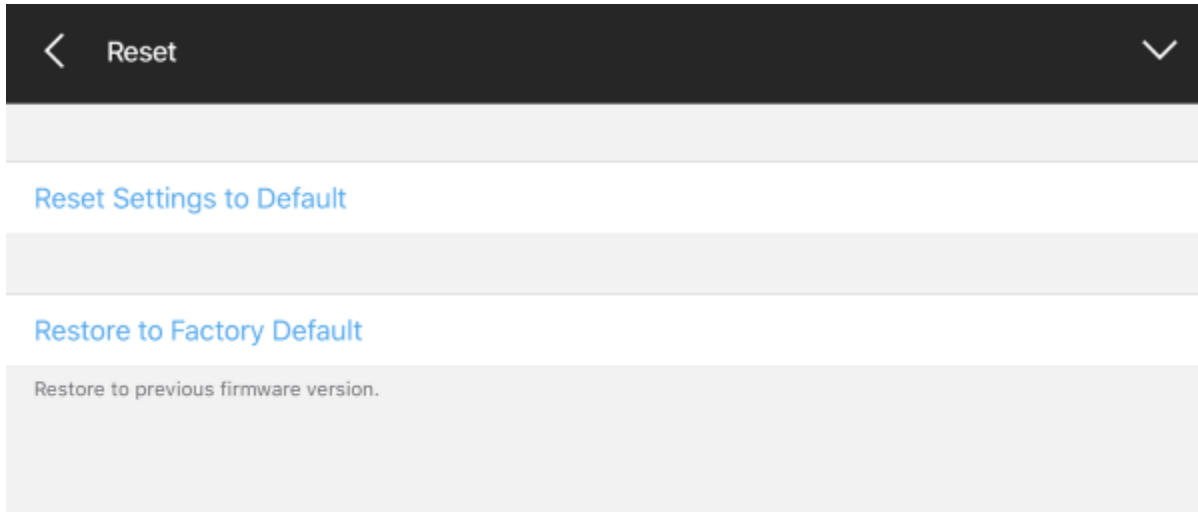 Reset
Reset Settings to Default
Restore to Factory Default
Restore to previous firmware version.